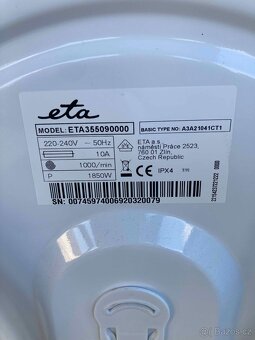 eta
MODEL: ETA355090000
BASIC TYPE NO: A3A21041CT1
220-240V ~ 50Hz
10A
1000/min
P 1850W
ETA a.s.
náměstí Práce 2523,
760 01 Zlín,
Czech Republic
CE IPX4
SN: 00745974006920320079